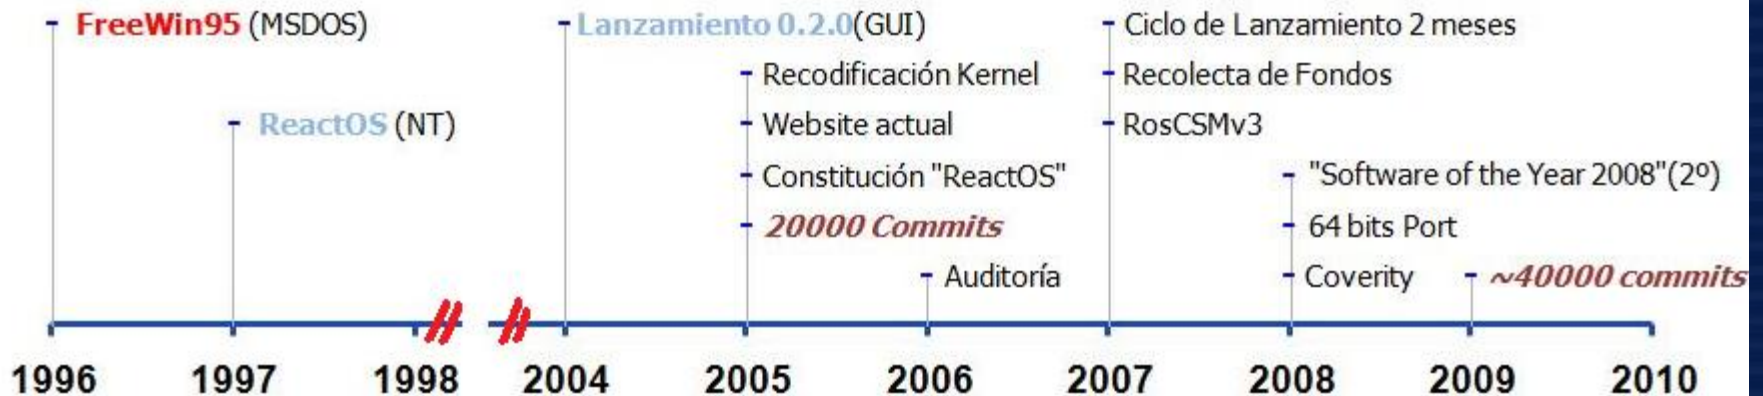 FreeWin95 (MSDOS)
Lanzamiento 0.2.0(GUI)
Ciclo de Lanzamiento 2 meses
Recodificación Kernel
Recolecta de Fondos
ReactOS (NT)
Website actual
RosCSMv3
Constitución "ReactOS"
"Software of the Year 2008"(2º)
20000 Commits
64 bits Port
Auditoría
Coverity
~40000 commits
1996 1997 1998 2004 2005 2006 2007 2008 2009 2010